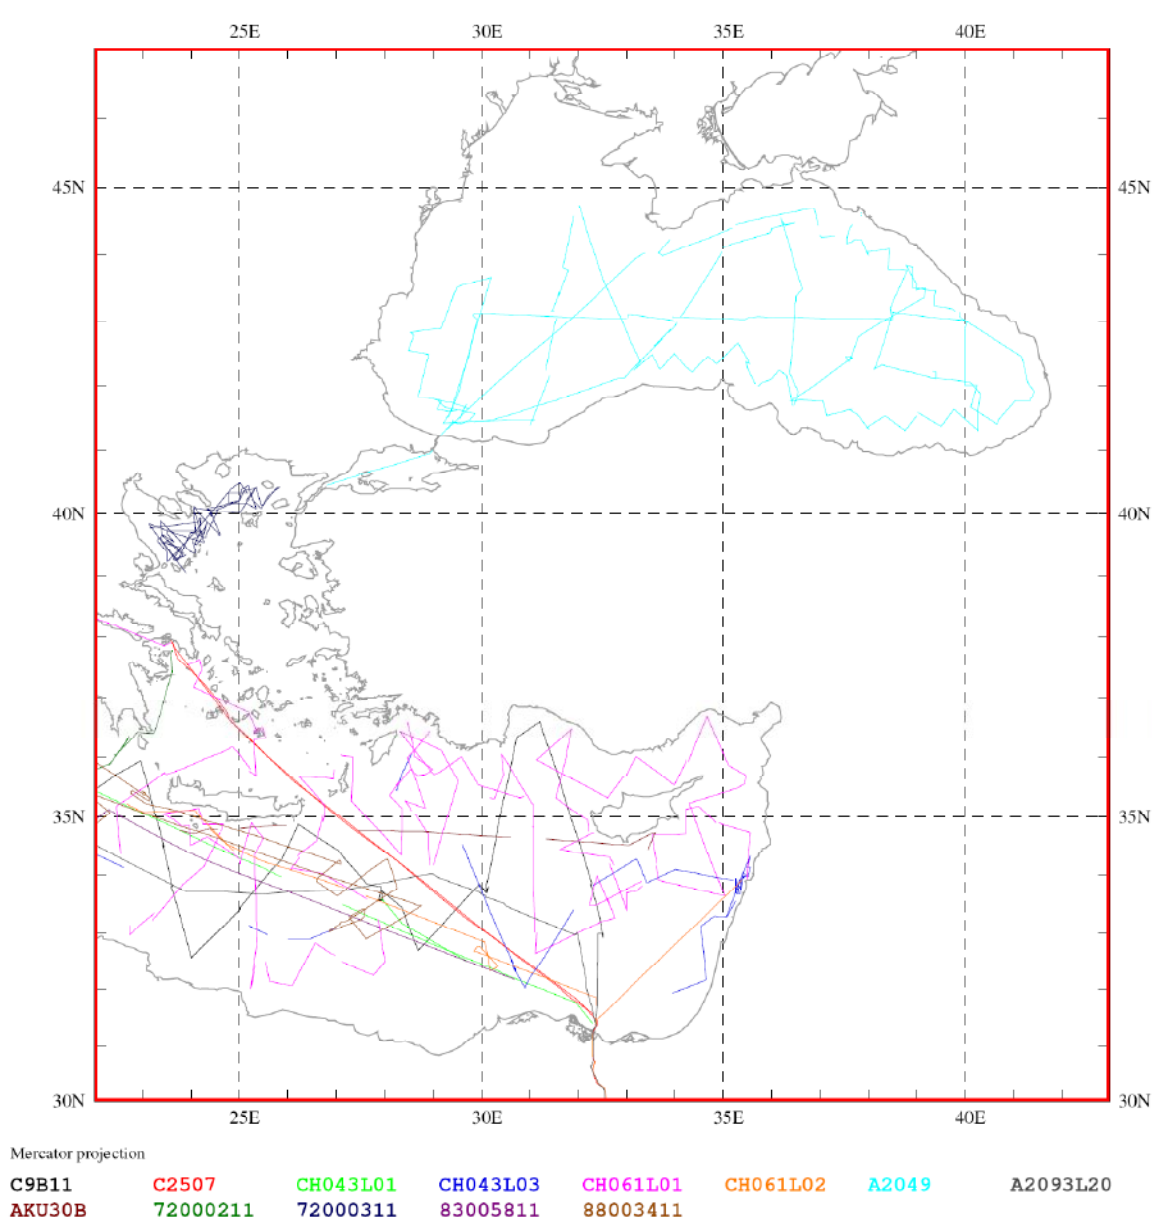 25E 30E 35E 40E
45N 45N
40N 40N
35N 35N
30N 30N
25E 30E 35E 40E
Mercator projection
C9B11 C2507 CH043L01 CH043L03 CH061L01 CH061L02 A2049 A2093L20
AKU30B 72000211 72000311 83005811 88003411